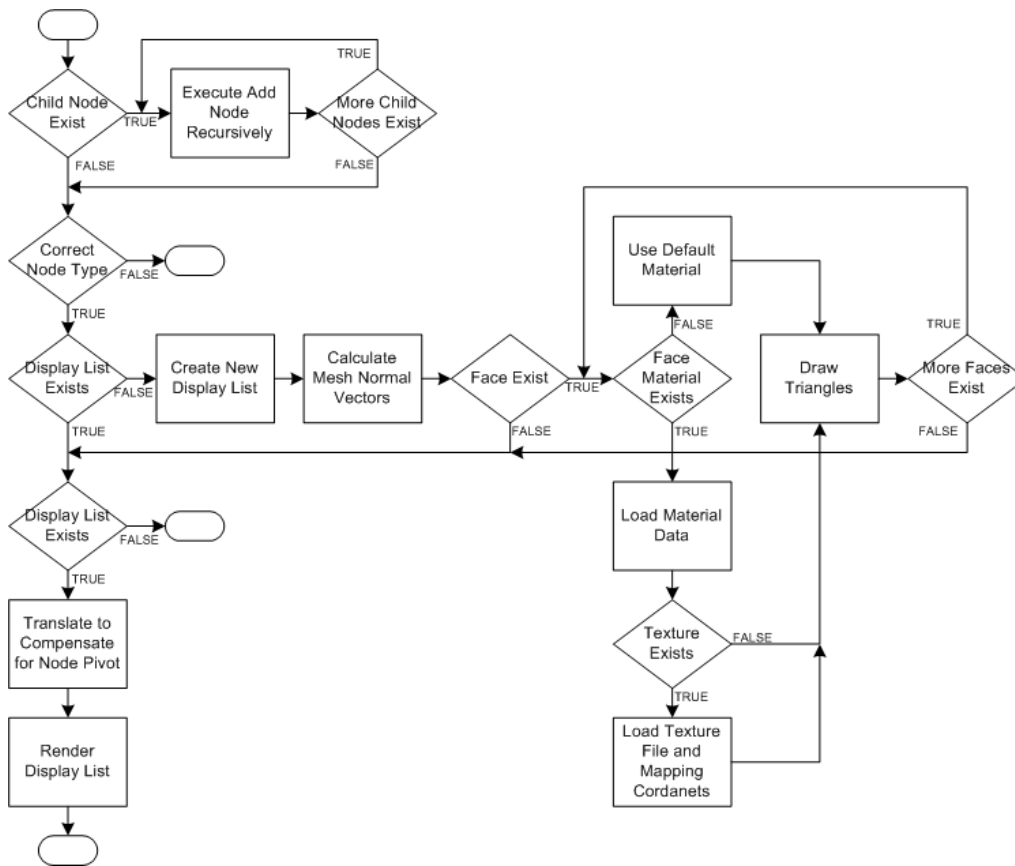 TRUE
Child Node
Exist
TRUE
Execute Add
Node
Recursively
More Child
Nodes Exist
FALSE
FALSE
Correct
Node Type
FALSE
TRUE
Use Default
Material
FALSE
TRUE
Display List
Exists
FALSE
Create New
Display List
Calculate
Mesh Normal
Vectors
Face Exist
TRUE
Face
Material
Exists
Draw
Triangles
More Faces
Exist
TRUE
FALSE
TRUE
FALSE
Display List
Exists
FALSE
Load Material
Data
TRUE
Translate to
Compensate
for Node Pivot
Texture
Exists
FALSE
TRUE
Render
Display List
Load Texture
File and
Mapping
Cordanets